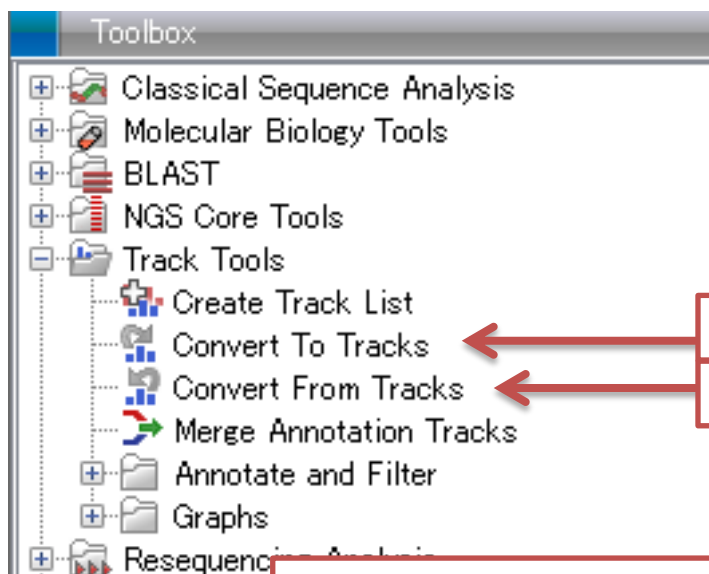 Toolbox
Classical Sequence Analysis
Molecular Biology Tools
BLAST
NGS Core Tools
Track Tools
Create Track List
Convert To Tracks
Convert From Tracks
Merge Annotation Tracks
Annotate and Filter
Graphs